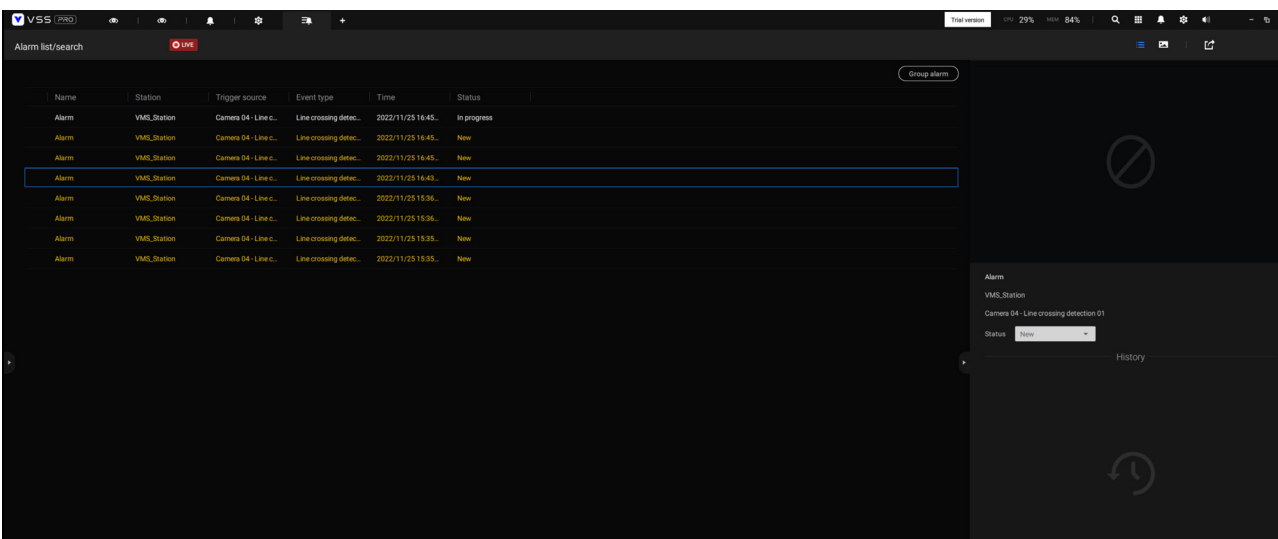 VSS PRO Trial version CPU 29% MEM 84%
Alarm list/search LIVE
Group alarm
Name Station Trigger source Event type Time Status
Alarm VMS_Station Camera 04 - Line c... Line crossing detec... 2022/11/25 16:45... In progress
Alarm VMS_Station Camera 04 - Line c... Line crossing detec... 2022/11/25 16:45... New
Alarm VMS_Station Camera 04 - Line c... Line crossing detec... 2022/11/25 16:45... New
Alarm VMS_Station Camera 04 - Line c... Line crossing detec... 2022/11/25 16:43... New
Alarm VMS_Station Camera 04 - Line c... Line crossing detec... 2022/11/25 15:36... New
Alarm VMS_Station Camera 04 - Line c... Line crossing detec... 2022/11/25 15:36... New
Alarm VMS_Station Camera 04 - Line c... Line crossing detec... 2022/11/25 15:35... New
Alarm VMS_Station Camera 04 - Line c... Line crossing detec... 2022/11/25 15:35... New
Alarm
VMS_Station
Camera 04 - Line crossing detection 01
Status New
History